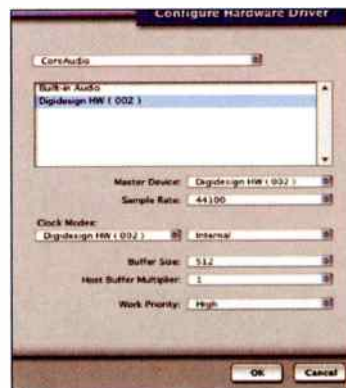 Configure Hardware Driver
CoreAudio
Built-in Audio
Digidesign HW ( 002 )
Master Device: Digidesign HW ( 002 )
Sample Rate: 44100
Clock Modes:
Digidesign HW ( 002 ) Internal
Buffer Size: 512
Host Buffer Multiplier: 1
Work Priority: High
OK Cancel